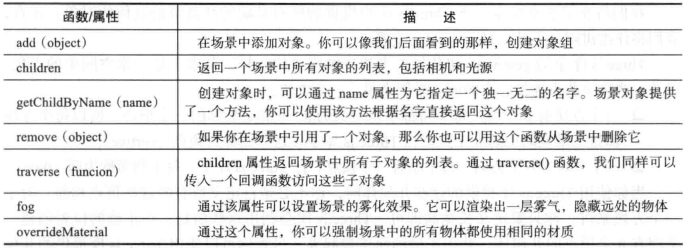 函数/属性 描 述
add（object） 在场景中添加对象。你可以像我们后面看到的那样，创建对象组
children 返回一个场景中所有对象的列表，包括相机和光源
创建对象时，可以通过 name 属性为它指定一个独一无二的名字。场景对象提供
getChildByName（name） 了一个方法，你可以使用该方法根据名字直接返回这个对象
remove（object） 如果你在场景中引用了一个对象，那么你也可以用这个函数从场景中删除它
children 属性返回场景中所有子对象的列表。通过 traverse() 函数，我们同样可以
traverse（funcion） 传入一个回调函数访问这些子对象
fog 通过该属性可以设置场景的雾化效果。它可以渲染出一层雾气，隐藏远处的物体
overrideMaterial 通过这个属性，你可以强制场景中的所有物体都使用相同的材质